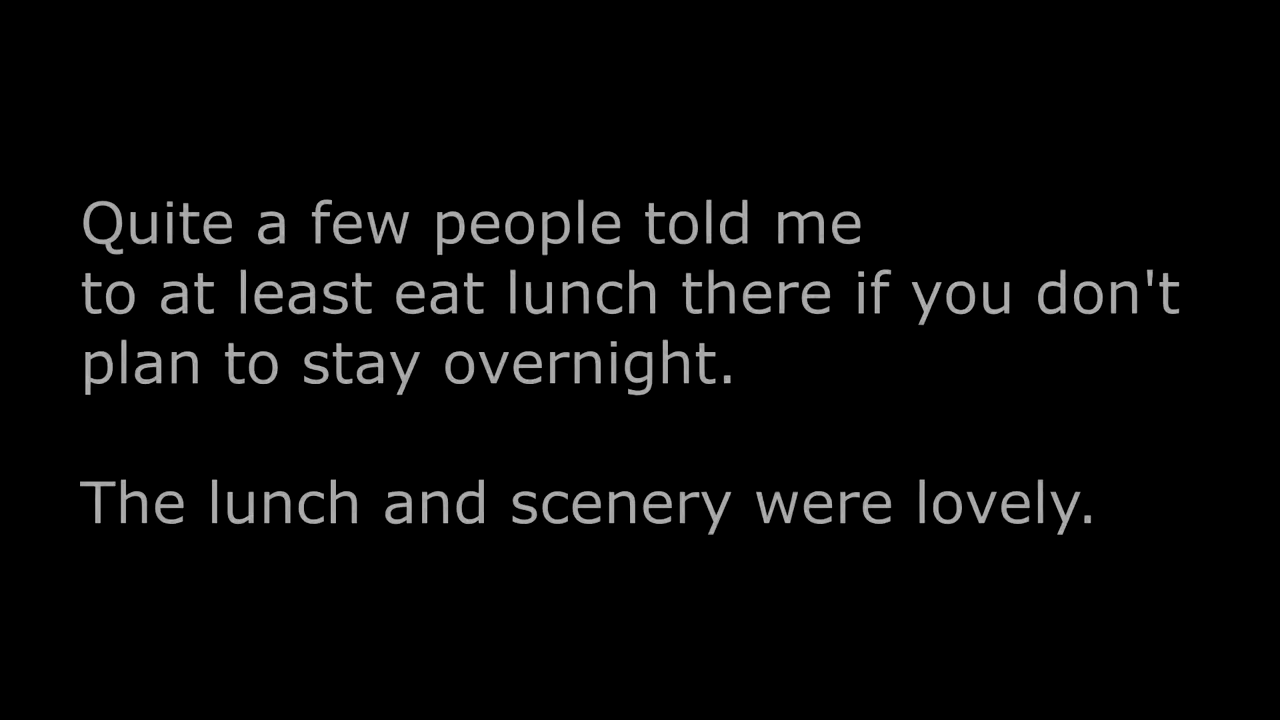 Quite a few people told me
to at least eat lunch there if you don't
plan to stay overnight.
The lunch and scenery were lovely.